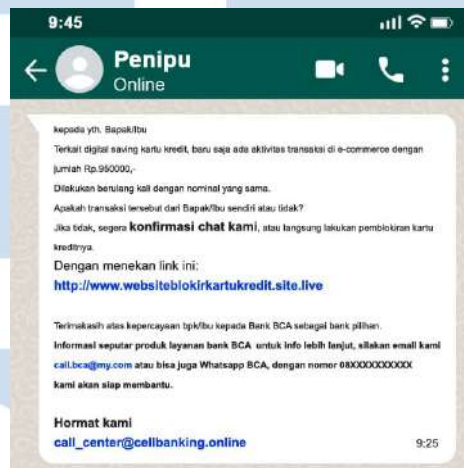 9:45
Penipu
Online
kepada yth. Bapak/Ibu
Terkait digital saving kartu kredit, baru saja ada aktivitas transaksi di e-commerce dengan
jumlah Rp.950000,-
Dilakukan berulang kali dengan nominal yang sama.
Apakah transaksi tersebut dari Bapak/Ibu sendiri atau tidak?
Jika tidak, segera konfirmasi chat kami, atau langsung lakukan pemblokiran kartu
kreditnya.
Dengan menekan link ini:
http://www.websiteblokirkartukredit.site.live
Terimakasih atas kepercayaan bpk/ibu kepada Bank BCA sebagai bank pilihan.
Informasi seputar produk layanan bank BCA untuk info lebih lanjut, silakan email kami
call.bca@my.com atau bisa juga Whatsapp BCA, dengan nomer 08XXXXXXXXXX
kami akan siap membantu.
Hormat kami
call_center@cellbanking.online
9:25